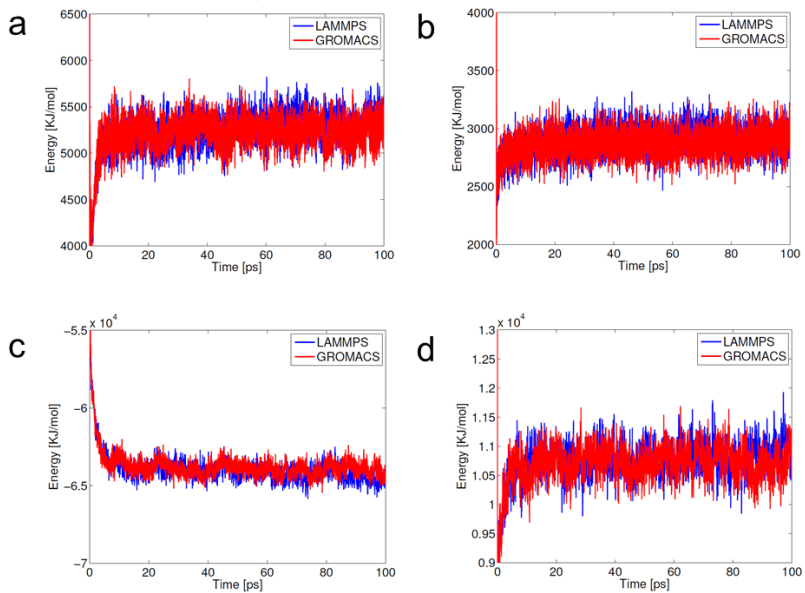 a
6500
6000
5500
5000
4500
4000
Energy [KJ/mol]
0 20 40 60 80 100
Time [ps]
LAMMPS
GROMACS
b
4000
3500
3000
2500
2000
Energy [KJ/mol]
0 20 40 60 80 100
Time [ps]
LAMMPS
GROMACS
c
x 10⁴
-5.5
-6
-6.5
-7
Energy [KJ/mol]
0 20 40 60 80 100
Time [ps]
LAMMPS
GROMACS
d
x 10⁴
1.3
1.25
1.2
1.15
1.1
1.05
1
0.95
0.9
Energy [KJ/mol]
0 20 40 60 80 100
Time [ps]
LAMMPS
GROMACS